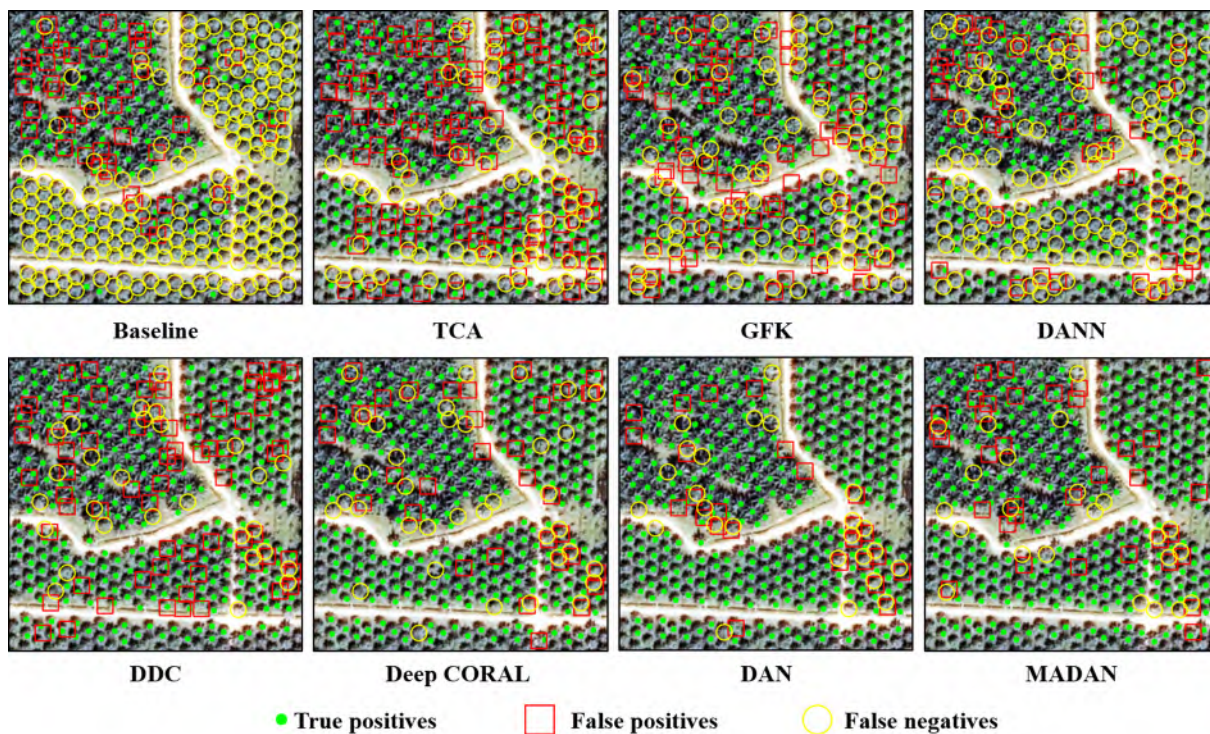 Baseline TCA GFK DANN
DDC Deep CORAL DAN MADAN
True positives False positives False negatives